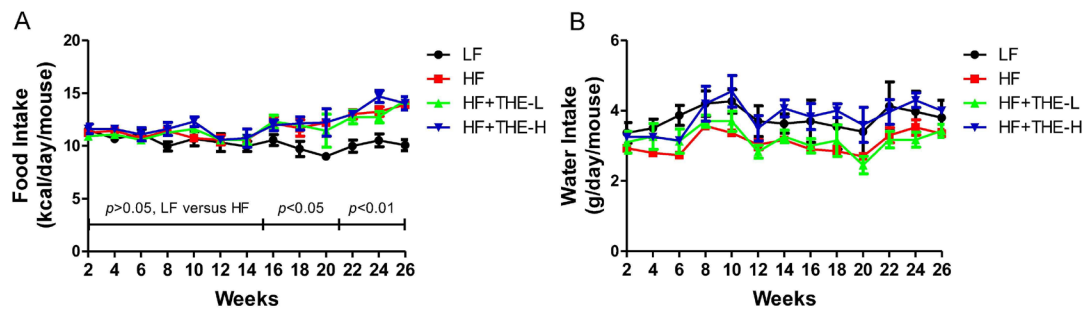 A
Food Intake
(kcal/day/mouse)
20
15
10
5
0
p>0.05, LF versus HF
p<0.05
p<0.01
2 4 6 8 10 12 14 16 18 20 22 24 26
Weeks
LF
HF
HF+THE-L
HF+THE-H
B
Water Intake
(g/day/mouse)
6
4
2
0
2 4 6 8 10 12 14 16 18 20 22 24 26
Weeks
LF
HF
HF+THE-L
HF+THE-H